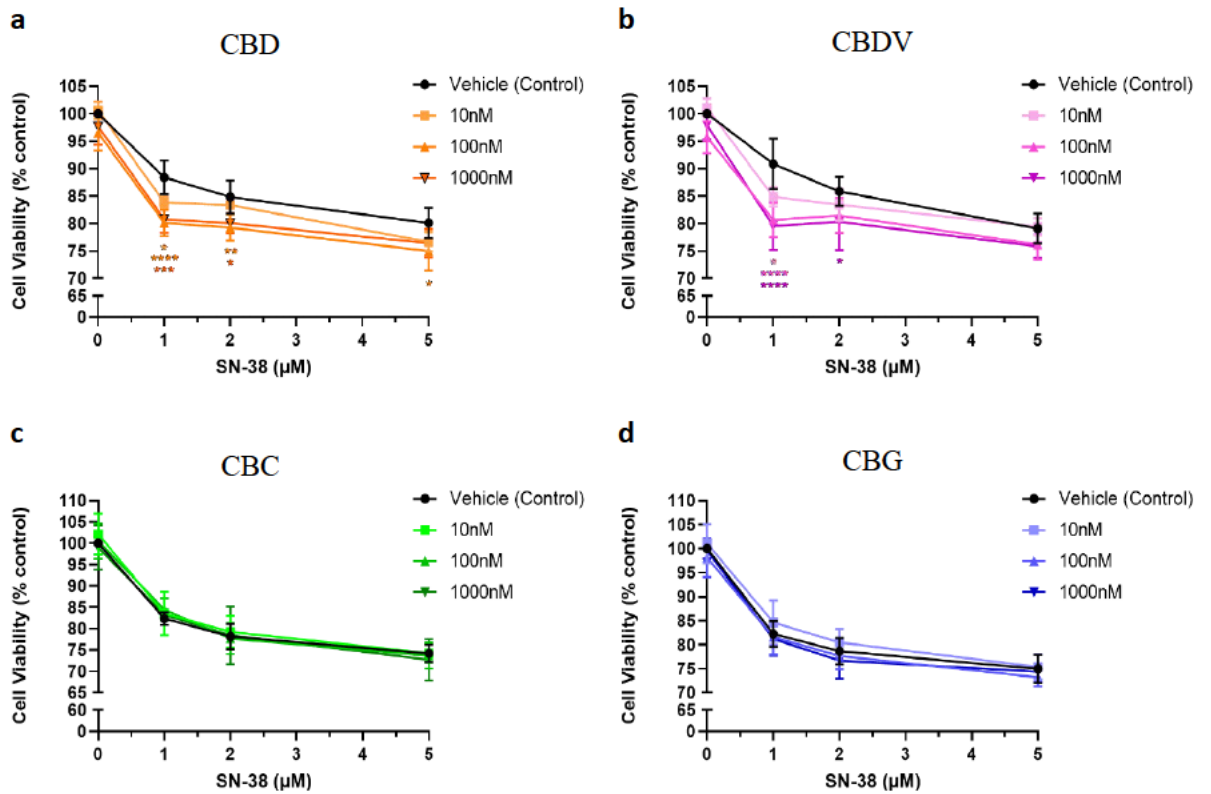 a
CBD
Cell Viability (% control)
105
100
95
90
85
80
75
70
65
0
0 1 2 3 4 5
SN-38 (µM)
Vehicle (Control)
10nM
100nM
1000nM
*
****
***
**
*
*
b
CBDV
Cell Viability (% control)
105
100
95
90
85
80
75
70
65
0
0 1 2 3 4 5
SN-38 (µM)
Vehicle (Control)
10nM
100nM
1000nM
*
****
****
*
c
CBC
Cell Viability (% control)
110
105
100
95
90
85
80
75
70
65
60
0
0 1 2 3 4 5
SN-38 (µM)
Vehicle (Control)
10nM
100nM
1000nM
d
CBG
Cell Viability (% control)
110
105
100
95
90
85
80
75
70
65
0
0 1 2 3 4 5
SN-38 (µM)
Vehicle (Control)
10nM
100nM
1000nM